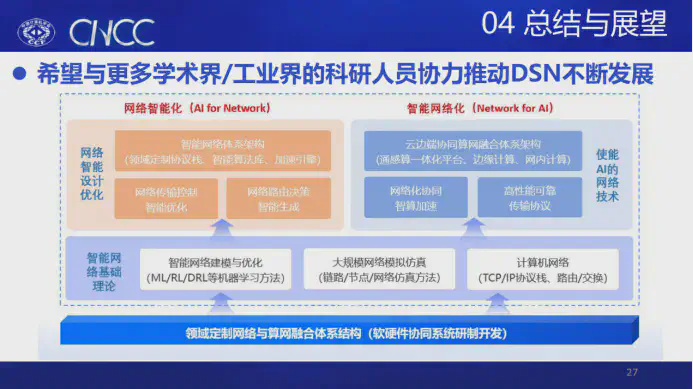 CNCC
04 总结与展望
● 希望与更多学术界/工业界的科研人员协力推动DSN不断发展
网络智能化（AI for Network）
智能网络化（Network for AI）
网络
智能
设计
优化
智能网络体系架构
（领域定制协议栈、智能算法库、加速引擎）
网络传输控制
智能优化
网络路由决策
智能生成
云边端协同算网融合体系架构
（通感算一体化平台、边缘计算、网内计算）
网络化协同
智算加速
高性能可靠
传输协议
使能
AI的
网络
技术
智能网
络基础
理论
智能网络建模与优化
(ML/RL/DRL等机器学习方法)
大规模网络模拟仿真
(链路/节点/网络仿真方法)
计算机网络
(TCP/IP协议栈、路由/交换)
领域定制网络与算网融合体系结构（软硬件协同系统研制开发）
27